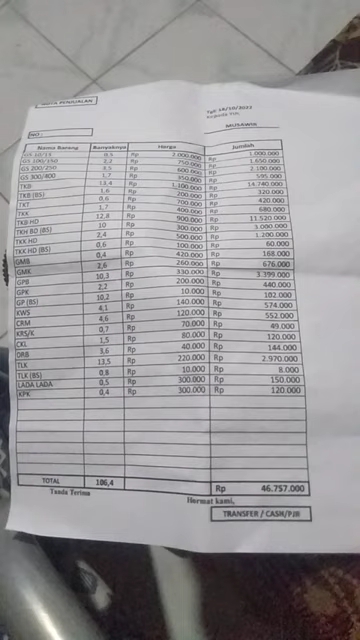 NOTA PENJUALAN
Tgl: 14/10/2022
Kepada Yth.
MUSAWIR
NO :
Nama Barang Banyaknya Harga Jumlah
GS 10/15 0,5 Rp 2.000.000 Rp 1.000.000
GS 100/150 2,2 Rp 750.000 Rp 1.650.000
GS 200/250 3,5 Rp 600.000 Rp 2.100.000
GS 300/400 1,7 Rp 350.000 Rp 595.000
TKB 13,4 Rp 1,100.000 Rp 14.740.000
TKB (BS) 1,6 Rp 200.000 Rp 320.000
TKT 0,6 Rp 700.000 Rp 420.000
TKK 1,7 Rp 400.000 Rp 680.000
TKB HD 12,8 Rp 900.000 Rp 11.520.000
TKH BD (BS) 10 Rp 300.000 Rp 3.000.000
TKK HD 2,4 Rp 500.000 Rp 1.200.000
TKK HD (BS) 0,6 Rp 100.000 Rp 60.000
GMB 0,4 Rp 420.000 Rp 168.000
GMK 2,6 Rp 260.000 Rp 676.000
GPB 10,3 Rp 330.000 Rp 3.399.000
GPK 2,2 Rp 200.000 Rp 440.000
GP (BS) 10,2 Rp 10.000 Rp 102.000
KWS 4,1 Rp 140.000 Rp 574.000
CRM 4,6 Rp 120.000 Rp 552.000
KRS/K 0,7 Rp 70.000 Rp 49.000
CKL 1,5 Rp 80.000 Rp 120.000
DRB 3,6 Rp 40.000 Rp 144.000
TLK 13,5 Rp 220.000 Rp 2.970.000
TLK (BS) 0,8 Rp 10.000 Rp 8.000
LADA LADA 0,5 Rp 300.000 Rp 150.000
KPK 0,4 Rp 300.000 Rp 120.000
TOTAL 106,4 Rp 46.757.000
Tanda Terima Hormat kami,
TRANSFER / CASH/PJR